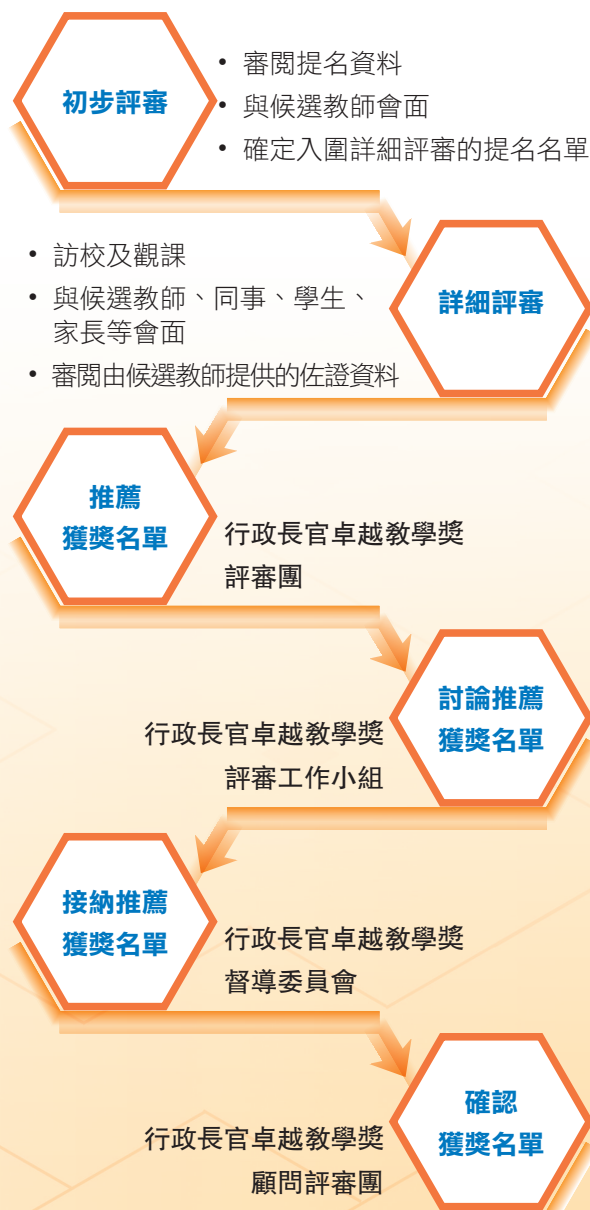 初步評審
• 審閲提名資料
• 與候選教師會面
• 確定入圍詳細評審的提名名單
• 訪校及觀課
• 與候選教師、同事、學生、
家長等會面
• 審閲由候選教師提供的佐證資料
詳細評審
推薦
獲獎名單
行政長官卓越教學獎
評審團
討論推薦
獲獎名單
行政長官卓越教學獎
評審工作小組
接納推薦
獲獎名單
行政長官卓越教學獎
督導委員會
確認
獲獎名單
行政長官卓越教學獎
顧問評審團